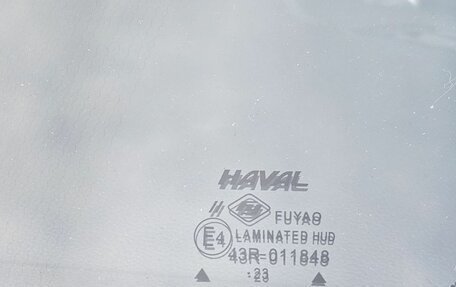 HAVAL
// FUYAO
E4 LAMINATED HUD
43R-011848
.23